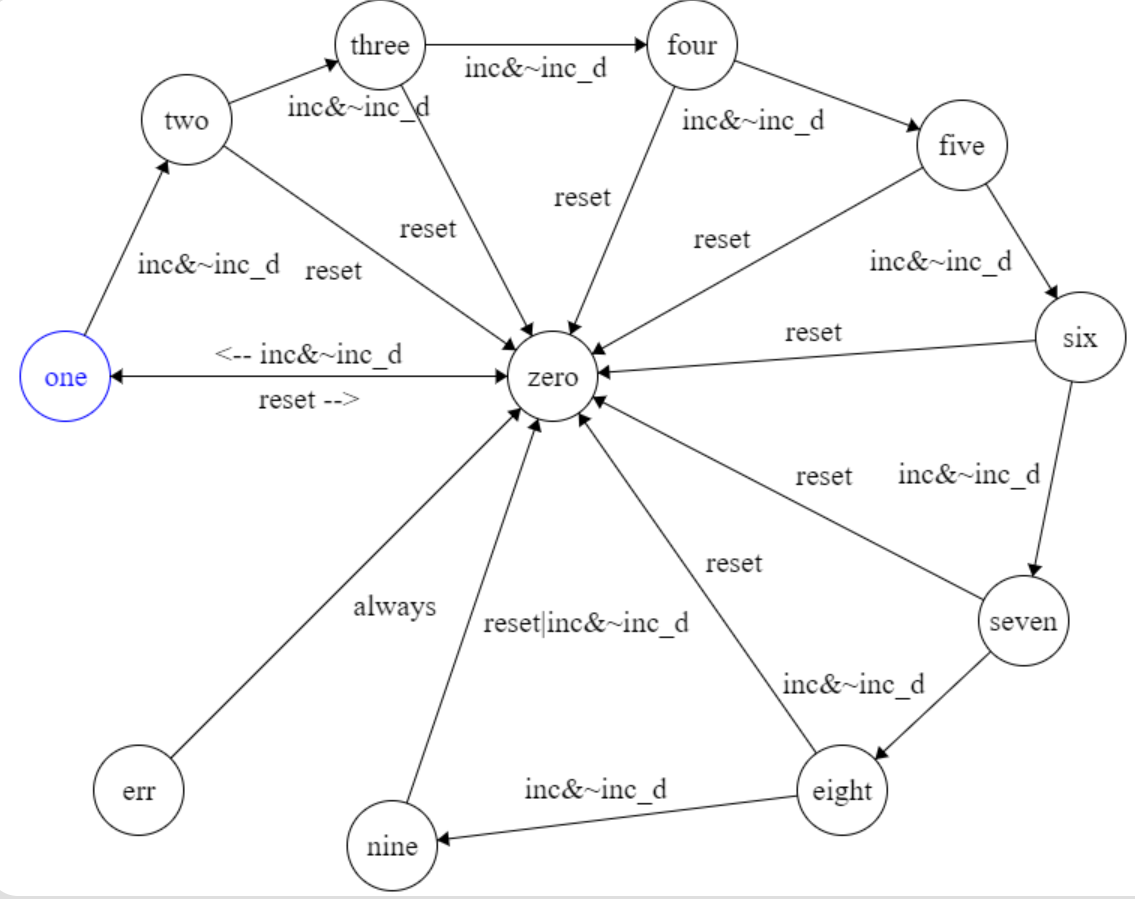 three
four
inc&~inc_d
inc&~inc_d
two
inc&~inc_d
five
reset
reset
reset
inc&~inc_d
reset
inc&~inc_d
reset
six
<-- inc&~inc_d
one
zero
reset -->
reset
inc&~inc_d
reset
always
reset|inc&~inc_d
seven
inc&~inc_d
err
inc&~inc_d
eight
nine